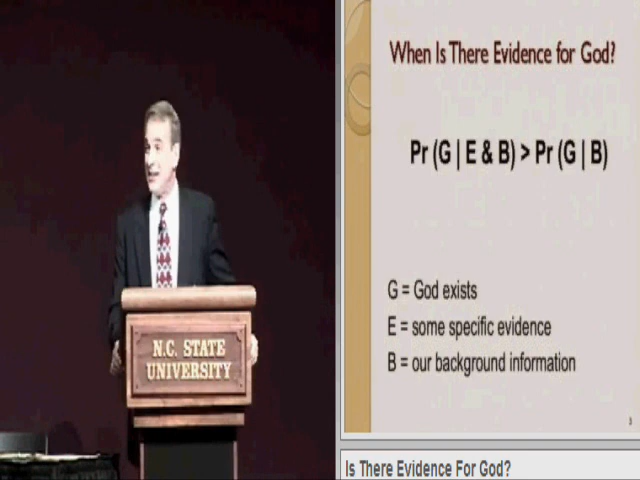 When Is There Evidence for God?
Pr (G | E & B) > Pr (G | B)
G = God exists
E = some specific evidence
B = our background information
3
N.C. STATE
UNIVERSITY
Is There Evidence For God?